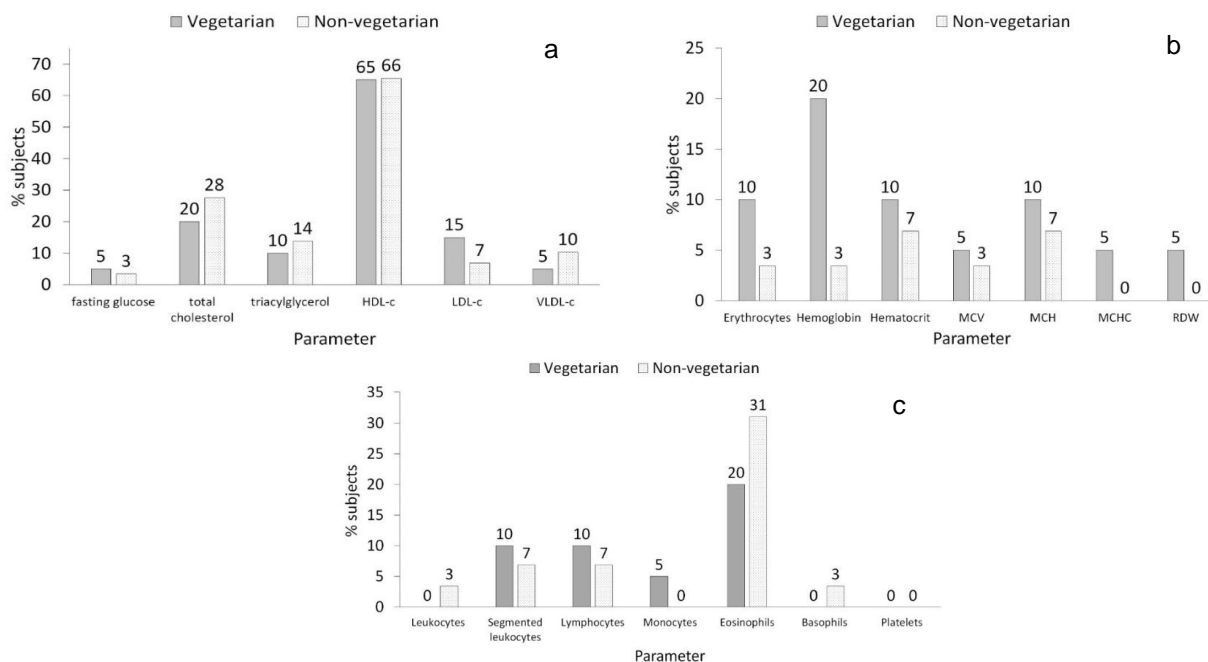 Vegetarian Non-vegetarian
a
% subjects
70
60
50
40
30
20
10
0
5 3 20 28 10 14 65 66 15 7 5 10
fasting glucose total cholesterol triacylglycerol HDL-c LDL-c VLDL-c
Parameter
Vegetarian Non-vegetarian
b
% subjects
25
20
15
10
5
0
10 3 20 3 10 7 5 3 10 7 5 0 5 0
Erythrocytes Hemoglobin Hematocrit MCV MCH MCHC RDW
Parameter
Vegetarian Non-vegetarian
c
% subjects
35
30
25
20
15
10
5
0
0 3 10 7 10 7 5 0 20 31 0 3 0 0
Leukocytes Segmented leukocytes Lymphocytes Monocytes Eosinophils Basophils Platelets
Parameter